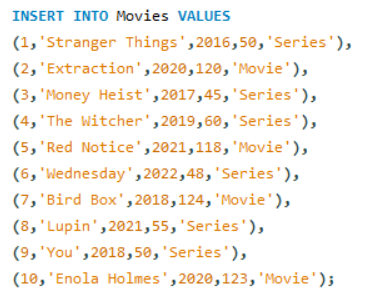 INSERT INTO Movies VALUES
(1,'Stranger Things',2016,50,'Series'),
(2,'Extraction',2020,120,'Movie'),
(3,'Money Heist',2017,45,'Series'),
(4,'The Witcher',2019,60,'Series'),
(5,'Red Notice',2021,118,'Movie'),
(6,'Wednesday',2022,48,'Series'),
(7,'Bird Box',2018,124,'Movie'),
(8,'Lupin',2021,55,'Series'),
(9,'You',2018,50,'Series'),
(10,'Enola Holmes',2020,123,'Movie');